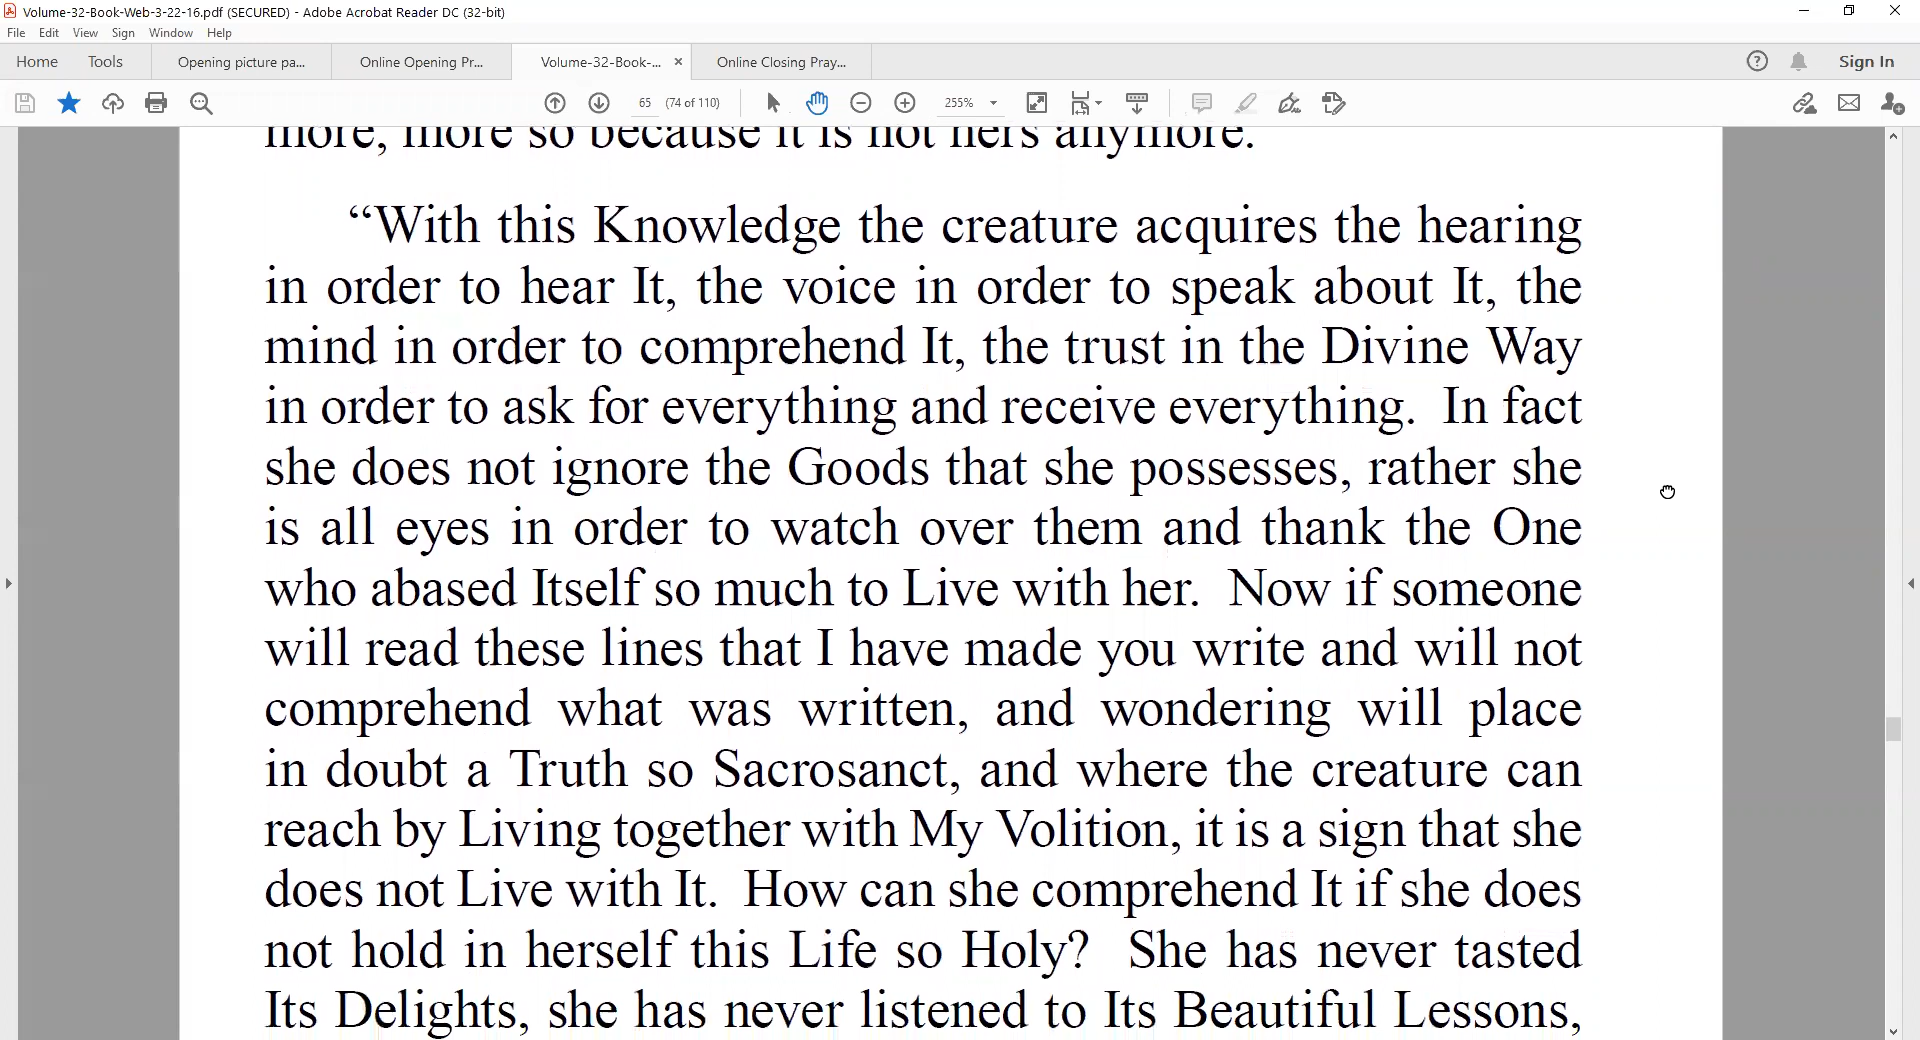 Volume-32-Book-Web-3-22-16.pdf (SECURED) - Adobe Acrobat Reader DC (32-bit)
File Edit View Sign Window Help
Home Tools Opening picture pa... Online Opening Pr... Volume-32-Book-... × Online Closing Pray... Sign In
65 (74 of 110) 255%
more, more so because it is not hers anymore.
“With this Knowledge the creature acquires the hearing
in order to hear It, the voice in order to speak about It, the
mind in order to comprehend It, the trust in the Divine Way
in order to ask for everything and receive everything. In fact
she does not ignore the Goods that she possesses, rather she
is all eyes in order to watch over them and thank the One
who abased Itself so much to Live with her. Now if someone
will read these lines that I have made you write and will not
comprehend what was written, and wondering will place
in doubt a Truth so Sacrosanct, and where the creature can
reach by Living together with My Volition, it is a sign that she
does not Live with It. How can she comprehend It if she does
not hold in herself this Life so Holy? She has never tasted
Its Delights, she has never listened to Its Beautiful Lessons,